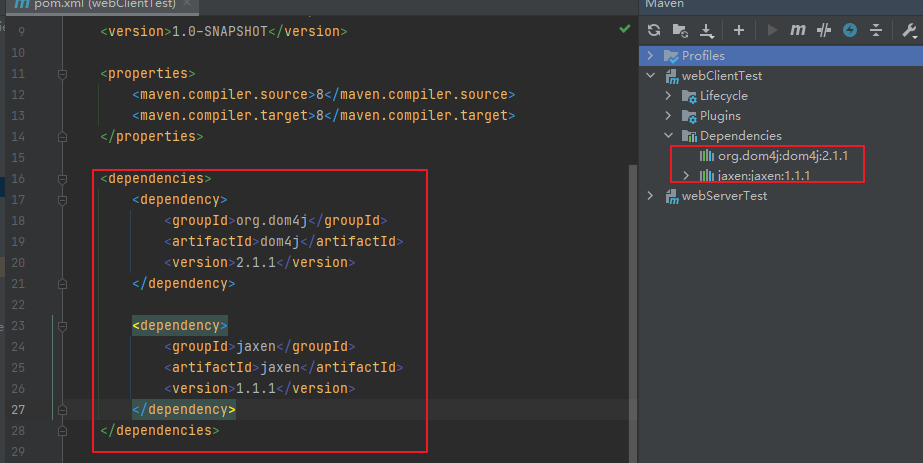 pom.xml (webClientTest)
9 <version>1.0-SNAPSHOT</version>
10
11 <properties>
12 <maven.compiler.source>8</maven.compiler.source>
13 <maven.compiler.target>8</maven.compiler.target>
14 </properties>
15
16 <dependencies>
17 <dependency>
18 <groupId>org.dom4j</groupId>
19 <artifactId>dom4j</artifactId>
20 <version>2.1.1</version>
21 </dependency>
22
23 <dependency>
24 <groupId>jaxen</groupId>
25 <artifactId>jaxen</artifactId>
26 <version>1.1.1</version>
27 </dependency>
28 </dependencies>
29
Maven
Profiles
webClientTest
Lifecycle
Plugins
Dependencies
org.dom4j:dom4j:2.1.1
jaxen:jaxen:1.1.1
webServerTest